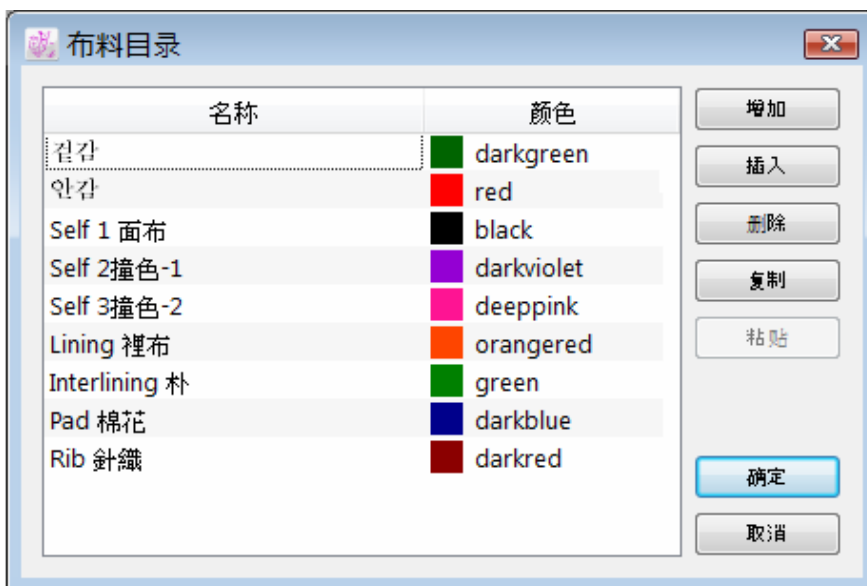 布料目录
名称 颜色
겉감 darkgreen
안감 red
Self 1 面布 black
Self 2撞色-1 darkviolet
Self 3撞色-2 deeppink
Lining 裡布 orangered
Interlining 朴 green
Pad 棉花 darkblue
Rib 針織 darkred
增加
插入
删除
复制
粘贴
确定
取消